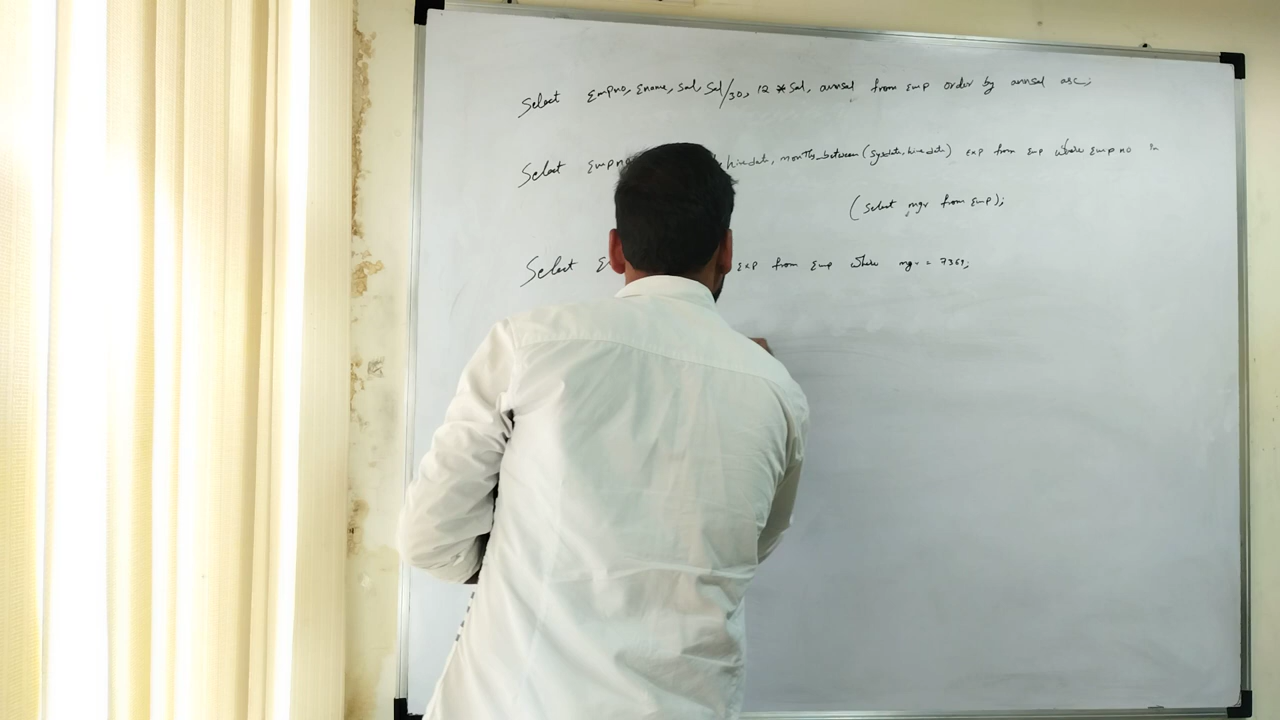 Select Empno, Ename, Sal, Sal/30, 12 * Sal, annsal from Emp order by annsal asc;
Select Empno hiredate, months_between (Sysdate, hiredate) exp from Emp where Empno in
(Select mgr from Emp);
Select E exp from Emp where mgr = 7369;